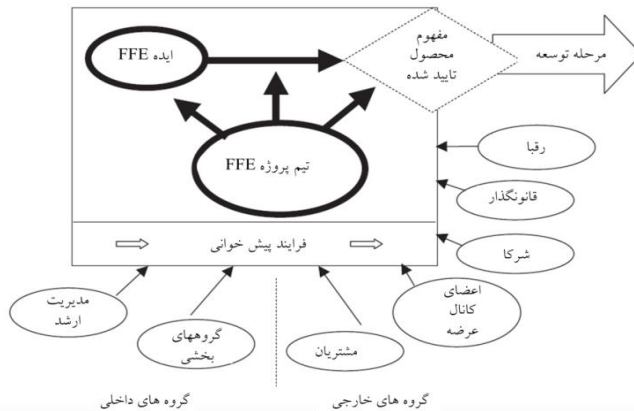 ایده FFE
مفهوم
محصول
تایید شده
مرحله توسعه
تیم پروژه FFE
رقبا
قانونگذار
شرکا
فرایند پیش خوانی
اعضای
کانال
عرضه
مشتریان
گروههای
بخشی
مدیریت
ارشد
گروه های خارجی
گروه های داخلی